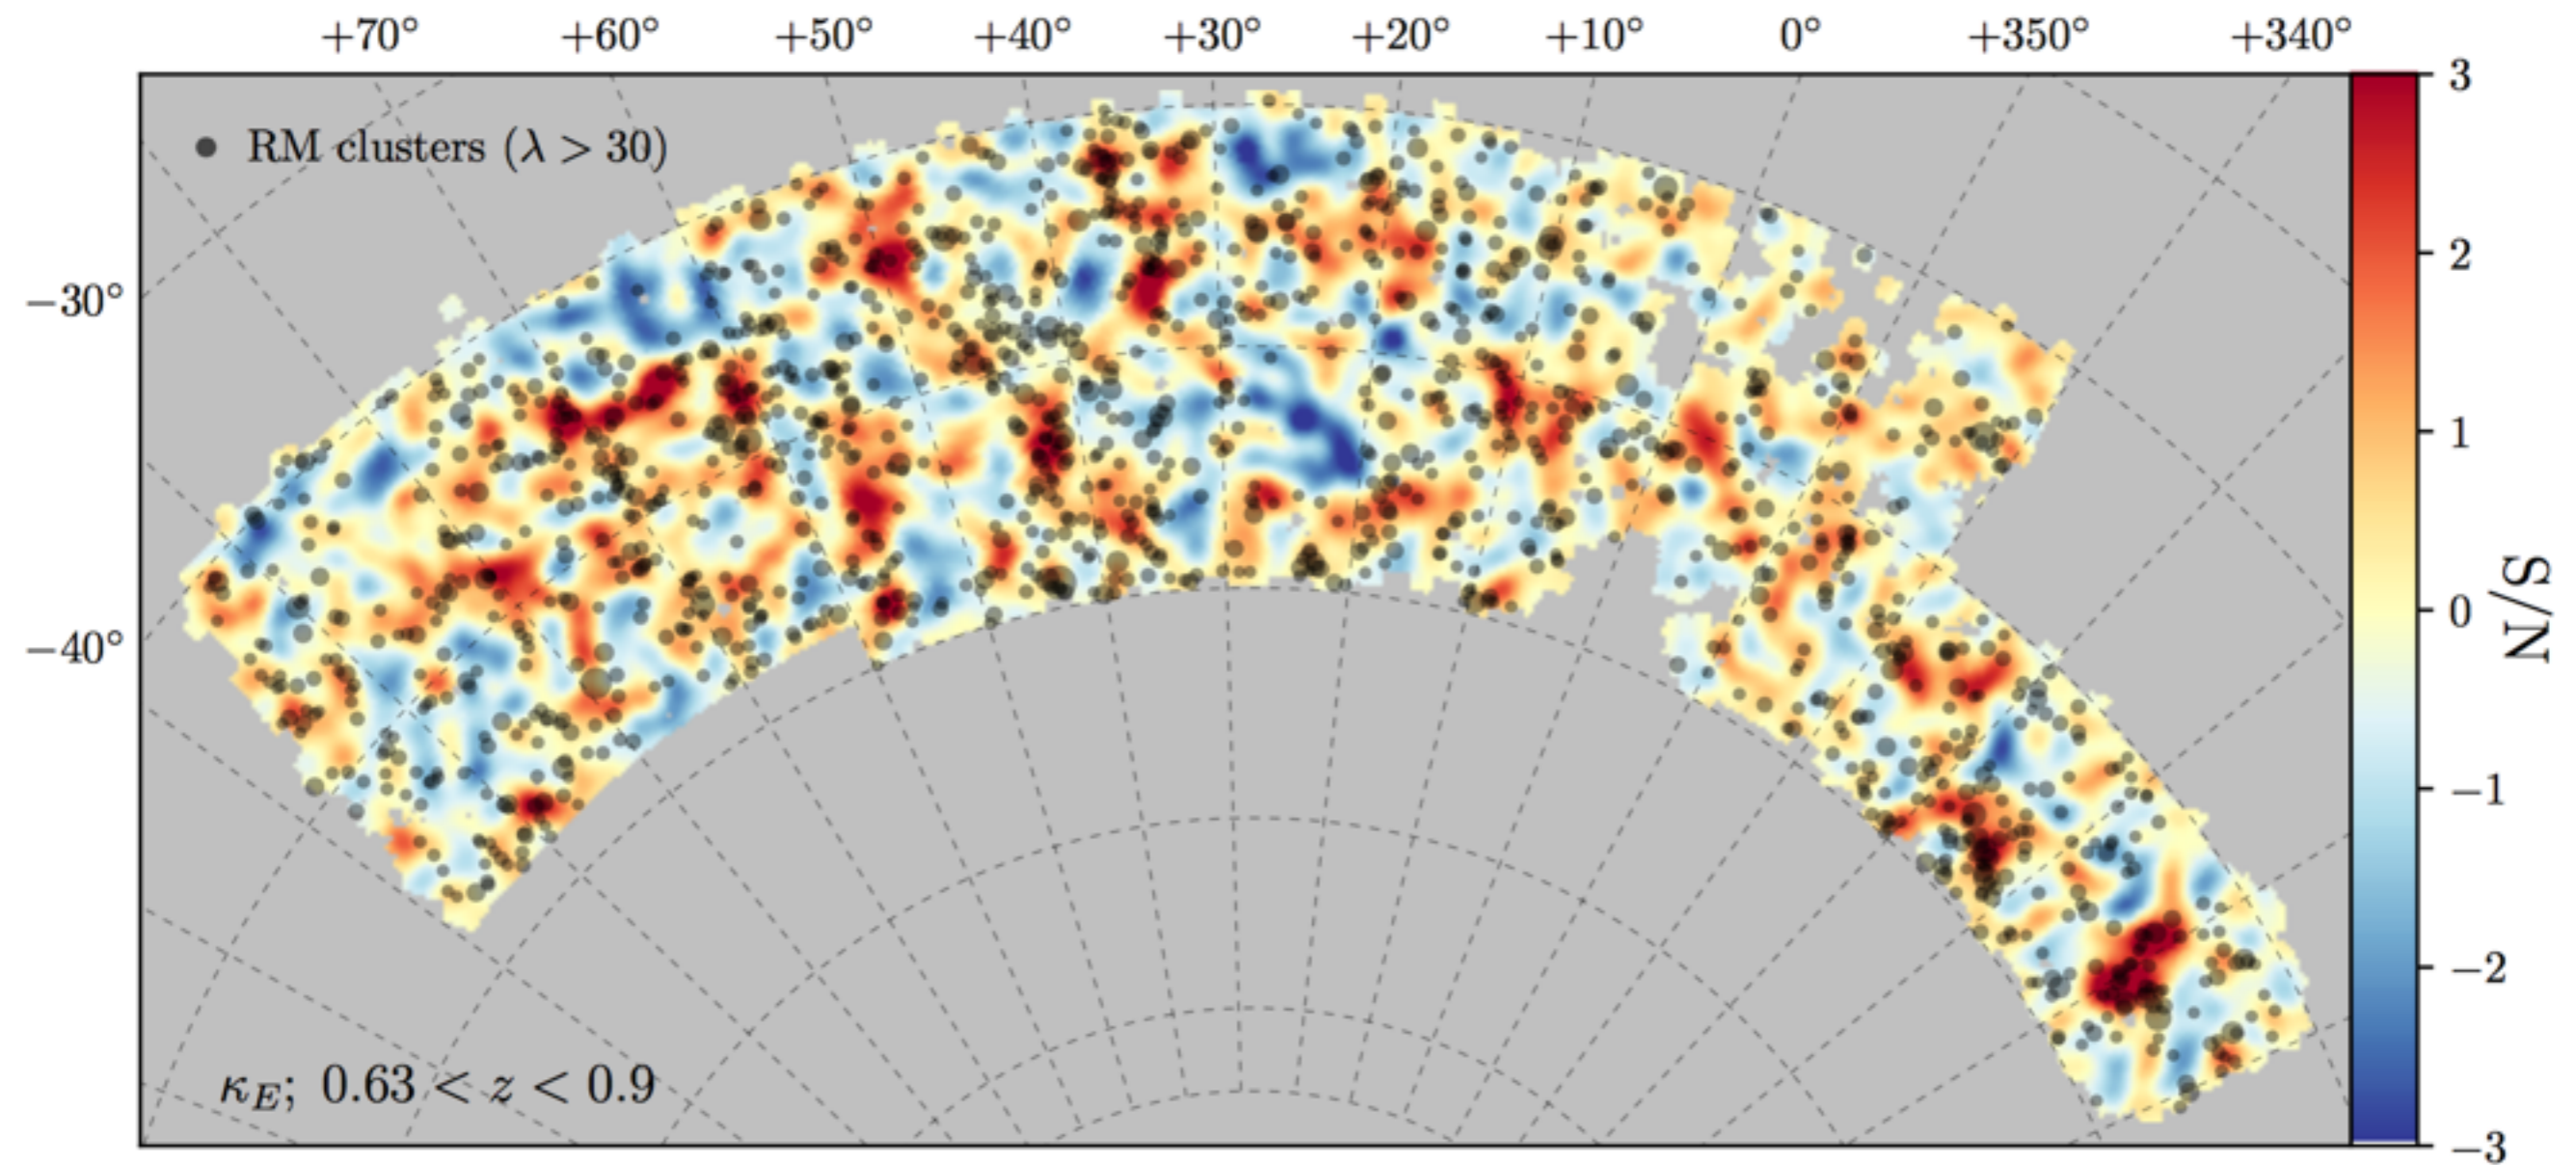 +70° +60° +50° +40° +30° +20° +10° 0° +350° +340°
RM clusters (λ > 30)
−30°
−40°
κ_E; 0.63 < z < 0.9
3
2
1
0
−1
−2
−3
S/N